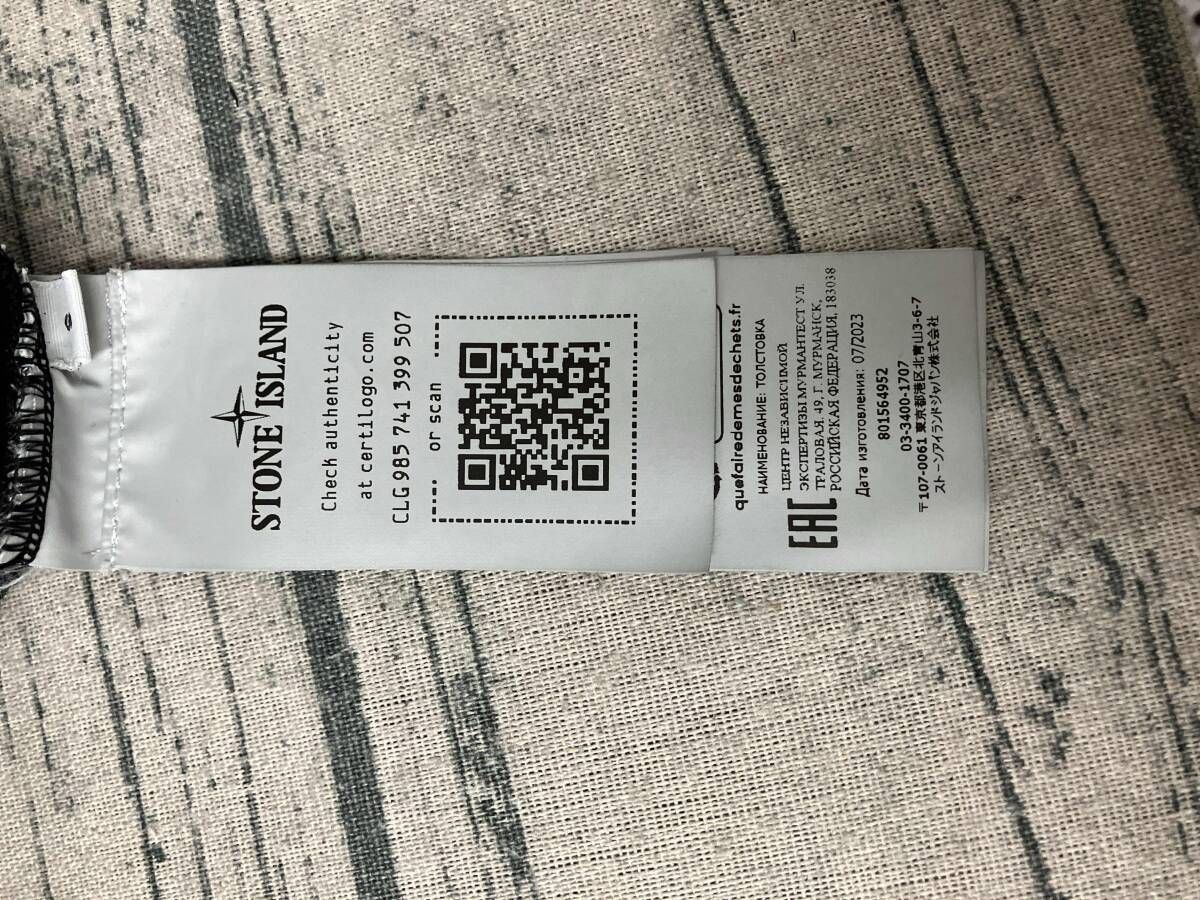 STONE ISLAND
Check authenticity
at certilogo.com
CLG 985 741 399 507
or scan
quefairedemesdechets.fr
НАИМЕНОВАНИЕ: ТОЛСТОВКА
ЦЕНТР НЕЗАВИСІМОЙ
ЭКСПЕРТИЗЫ МУРМАНТЕСТ УЛ.
ТРАЛОВАЯ, 49, Г. МУРМАНСК,
РОССИЙСКАЯ ФЕДЕРАЦИЯ, 183038
EAC
Дата изготовления: 07/2023
801564952
03-3400-1707
〒107-0061 東京都港区北青山3-6-7
ストーンアイランドジャパン株式会社